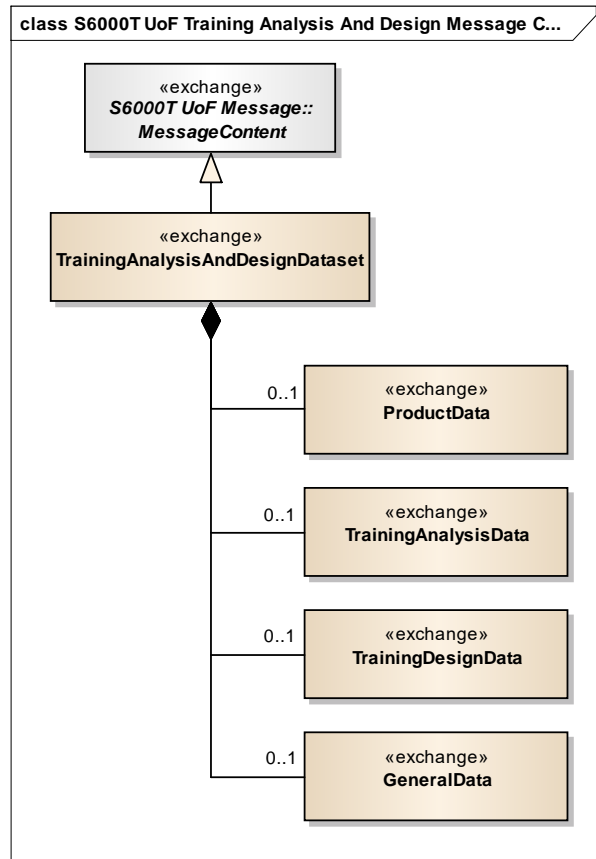 class S6000T UoF Training Analysis And Design Message C...
«exchange»
S6000T UoF Message::
MessageContent
«exchange»
TrainingAnalysisAndDesignDataset
0..1
«exchange»
ProductData
0..1
«exchange»
TrainingAnalysisData
0..1
«exchange»
TrainingDesignData
0..1
«exchange»
GeneralData